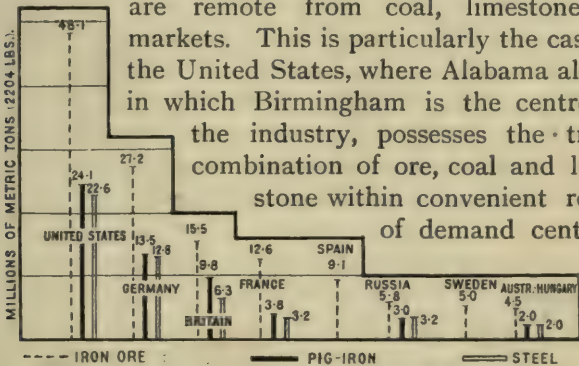 are remote from coal, limestone
markets. This is particularly the cas
the United States, where Alabama al
in which Birmingham is the centr
the industry, possesses the
combination of ore, coal and l
stone within convenient r
of demand cent
MILLIONS OF METRIC TONS (2204 LBS.)
48·1
24·1
22·6
UNITED STATES
27·2
13·5
12·8
GERMANY
15·5
9·8
6·3
BRITAIN
12·6
FRANCE
3·8
3·2
SPAIN
9·1
RUSSIA
5·8
3·0
3·2
SWEDEN
5·0
AUSTR:HUNGARY
4·5
2·0
2·0
IRON ORE
PIG-IRON
STEEL